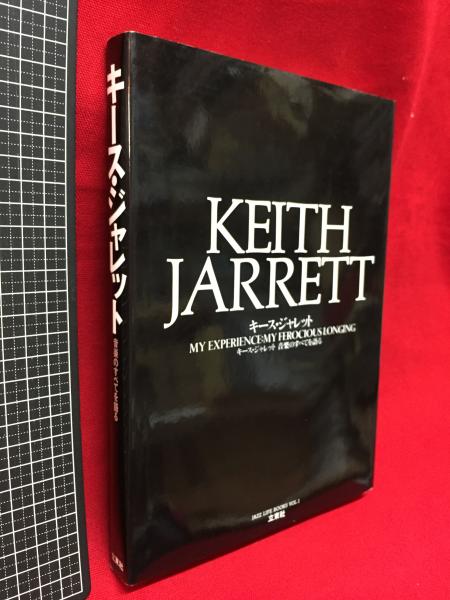 キース・ジャレット
音楽のすべてを語る
立東社
KEITH
JARRETT
キース・ジャレット
MY EXPERIENCE:MY FEROCIOUS LONGING
キース・ジャレット 音楽のすべてを語る
JAZZ LIFE BOOKS VOL.1
立東社